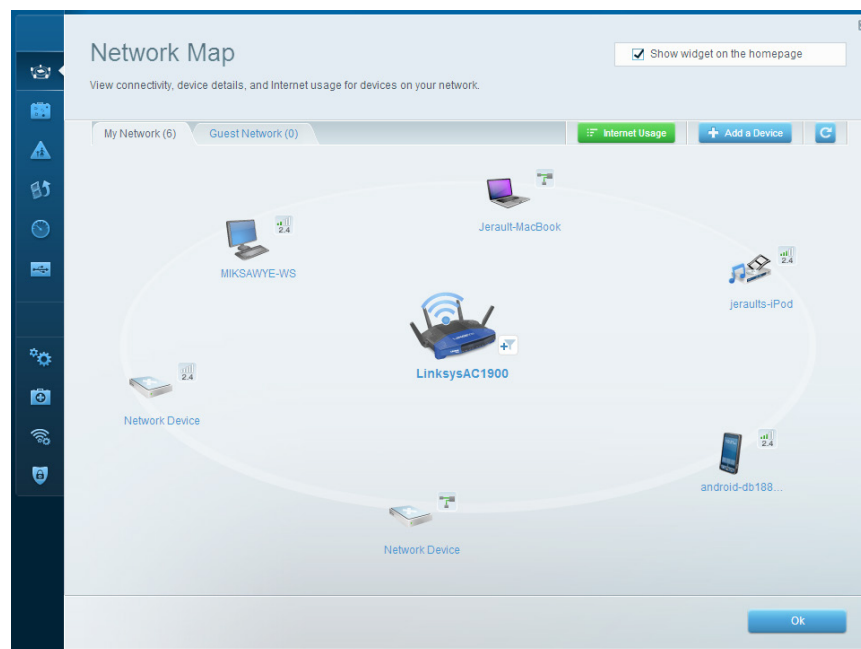 Network Map
Show widget on the homepage
View connectivity, device details, and Internet usage for devices on your network.
My Network (6)
Guest Network (0)
Internet Usage
Add a Device
Jerault-MacBook
2.4
MIKSAWYE-WS
2.4
jeraults-iPod
LinksysAC1900
2.4
Network Device
2.4
android-db188...
Network Device
Ok